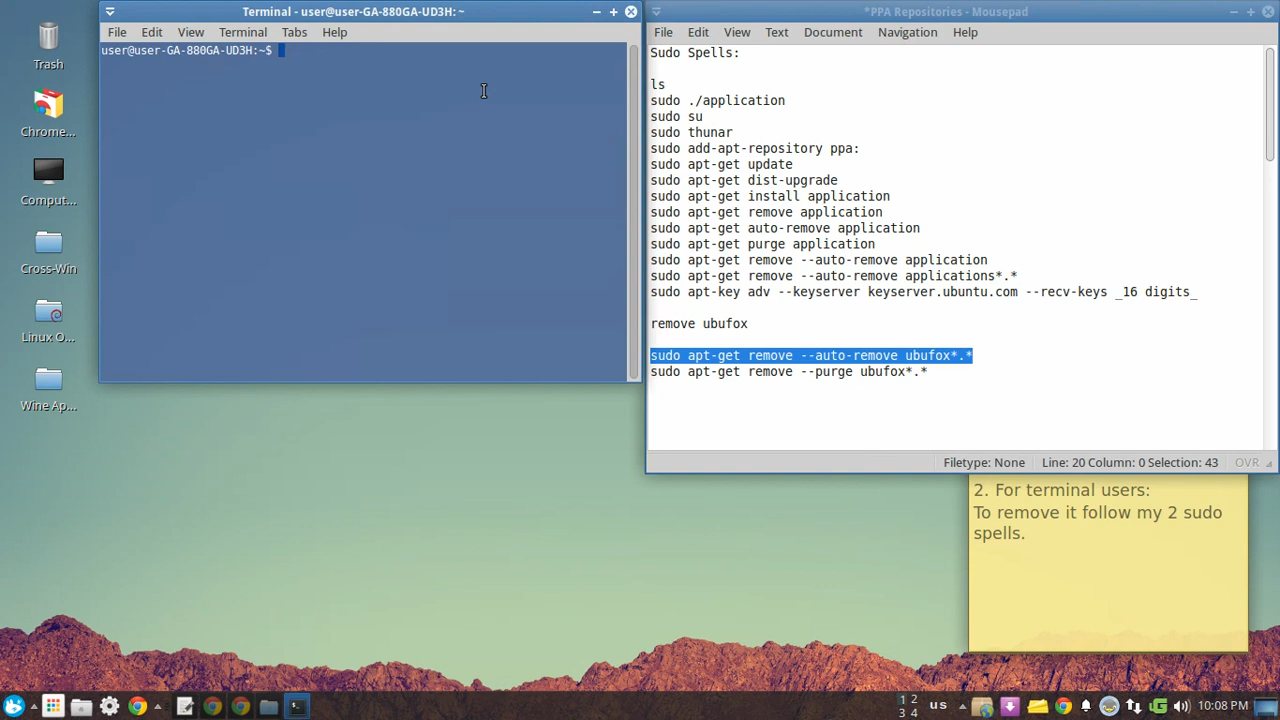 Terminal - user@user-GA-880GA-UD3H: ~
File Edit View Terminal Tabs Help
user@user-GA-880GA-UD3H:~$
*PPA Repositories - Mousepad
File Edit View Text Document Navigation Help
Sudo Spells:
ls
sudo ./application
sudo su
sudo thunar
sudo add-apt-repository ppa:
sudo apt-get update
sudo apt-get dist-upgrade
sudo apt-get install application
sudo apt-get remove application
sudo apt-get auto-remove application
sudo apt-get purge application
sudo apt-get remove --auto-remove application
sudo apt-get remove --auto-remove applications*.*
sudo apt-key adv --keyserver keyserver.ubuntu.com --recv-keys _16 digits_
remove ubufox
sudo apt-get remove --auto-remove ubufox*.*
sudo apt-get remove --purge ubufox*.*
Filetype: None Line: 20 Column: 0 Selection: 43 OVR
2. For terminal users:
To remove it follow my 2 sudo
spells.
Trash
Chrome...
Comput...
Cross-Win
Linux O...
Wine Ap...
1 2
3 4
us
10:08 PM